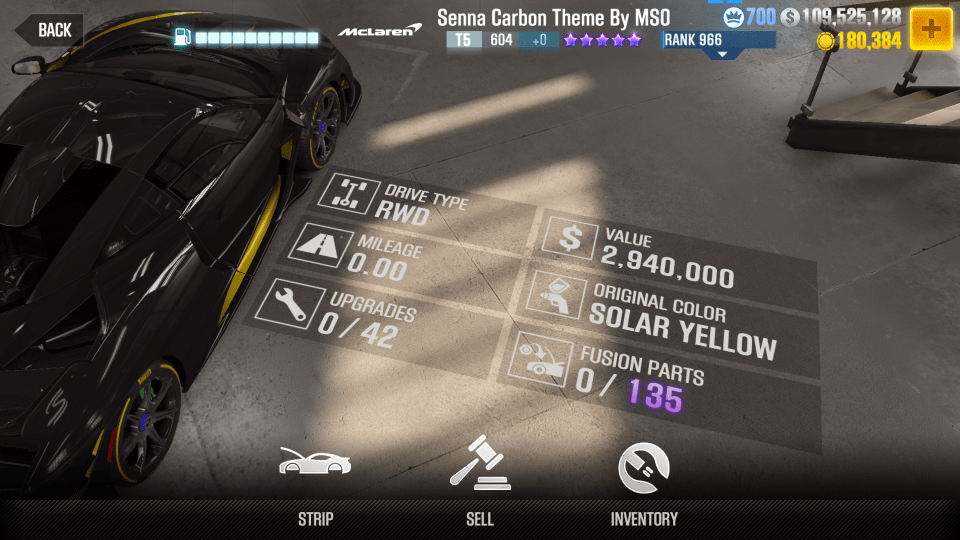 BACK
McLaren
Senna Carbon Theme By MSO
T5 604 +0
RANK 966
700 109,525,128
180,384
DRIVE TYPE
RWD
MILEAGE
0.00
UPGRADES
0 / 42
VALUE
2,940,000
ORIGINAL COLOR
SOLAR YELLOW
FUSION PARTS
0 / 135
STRIP
SELL
INVENTORY